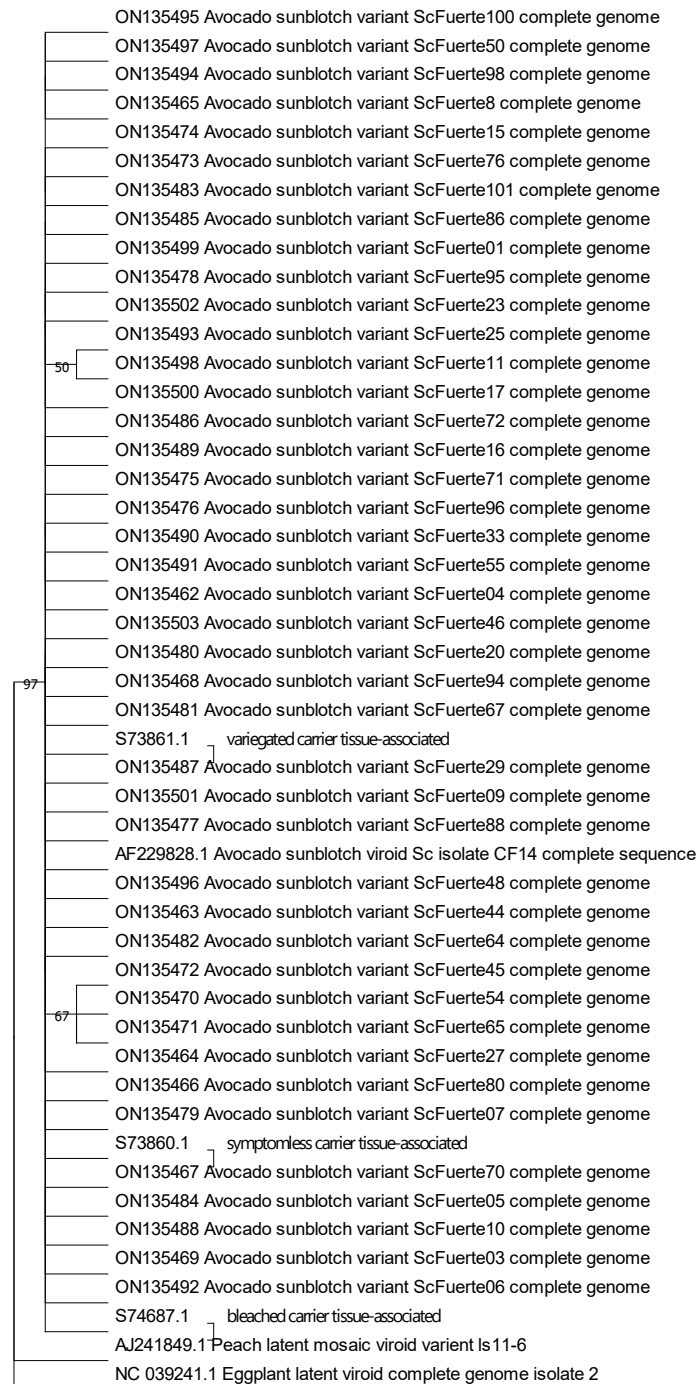 ON135495 Avocado sunblotch variant ScFuerte100 complete genome
ON135497 Avocado sunblotch variant ScFuerte50 complete genome
ON135494 Avocado sunblotch variant ScFuerte98 complete genome
ON135465 Avocado sunblotch variant ScFuerte8 complete genome
ON135474 Avocado sunblotch variant ScFuerte15 complete genome
ON135473 Avocado sunblotch variant ScFuerte76 complete genome
ON135483 Avocado sunblotch variant ScFuerte101 complete genome
ON135485 Avocado sunblotch variant ScFuerte86 complete genome
ON135499 Avocado sunblotch variant ScFuerte01 complete genome
ON135478 Avocado sunblotch variant ScFuerte95 complete genome
ON135502 Avocado sunblotch variant ScFuerte23 complete genome
ON135493 Avocado sunblotch variant ScFuerte25 complete genome
50 ON135498 Avocado sunblotch variant ScFuerte11 complete genome
ON135500 Avocado sunblotch variant ScFuerte17 complete genome
ON135486 Avocado sunblotch variant ScFuerte72 complete genome
ON135489 Avocado sunblotch variant ScFuerte16 complete genome
ON135475 Avocado sunblotch variant ScFuerte71 complete genome
ON135476 Avocado sunblotch variant ScFuerte96 complete genome
ON135490 Avocado sunblotch variant ScFuerte33 complete genome
ON135491 Avocado sunblotch variant ScFuerte55 complete genome
ON135462 Avocado sunblotch variant ScFuerte04 complete genome
ON135503 Avocado sunblotch variant ScFuerte46 complete genome
ON135480 Avocado sunblotch variant ScFuerte20 complete genome
97 ON135468 Avocado sunblotch variant ScFuerte94 complete genome
ON135481 Avocado sunblotch variant ScFuerte67 complete genome
S73861.1 variegated carrier tissue-associated
ON135487 Avocado sunblotch variant ScFuerte29 complete genome
ON135501 Avocado sunblotch variant ScFuerte09 complete genome
ON135477 Avocado sunblotch variant ScFuerte88 complete genome
AF229828.1 Avocado sunblotch viroid Sc isolate CF14 complete sequence
ON135496 Avocado sunblotch variant ScFuerte48 complete genome
ON135463 Avocado sunblotch variant ScFuerte44 complete genome
ON135482 Avocado sunblotch variant ScFuerte64 complete genome
ON135472 Avocado sunblotch variant ScFuerte45 complete genome
ON135470 Avocado sunblotch variant ScFuerte54 complete genome
67 ON135471 Avocado sunblotch variant ScFuerte65 complete genome
ON135464 Avocado sunblotch variant ScFuerte27 complete genome
ON135466 Avocado sunblotch variant ScFuerte80 complete genome
ON135479 Avocado sunblotch variant ScFuerte07 complete genome
S73860.1 symptomless carrier tissue-associated
ON135467 Avocado sunblotch variant ScFuerte70 complete genome
ON135484 Avocado sunblotch variant ScFuerte05 complete genome
ON135488 Avocado sunblotch variant ScFuerte10 complete genome
ON135469 Avocado sunblotch variant ScFuerte03 complete genome
ON135492 Avocado sunblotch variant ScFuerte06 complete genome
S74687.1 bleached carrier tissue-associated
AJ241849.1 Peach latent mosaic viroid varient ls11-6
NC 039241.1 Eggplant latent viroid complete genome isolate 2